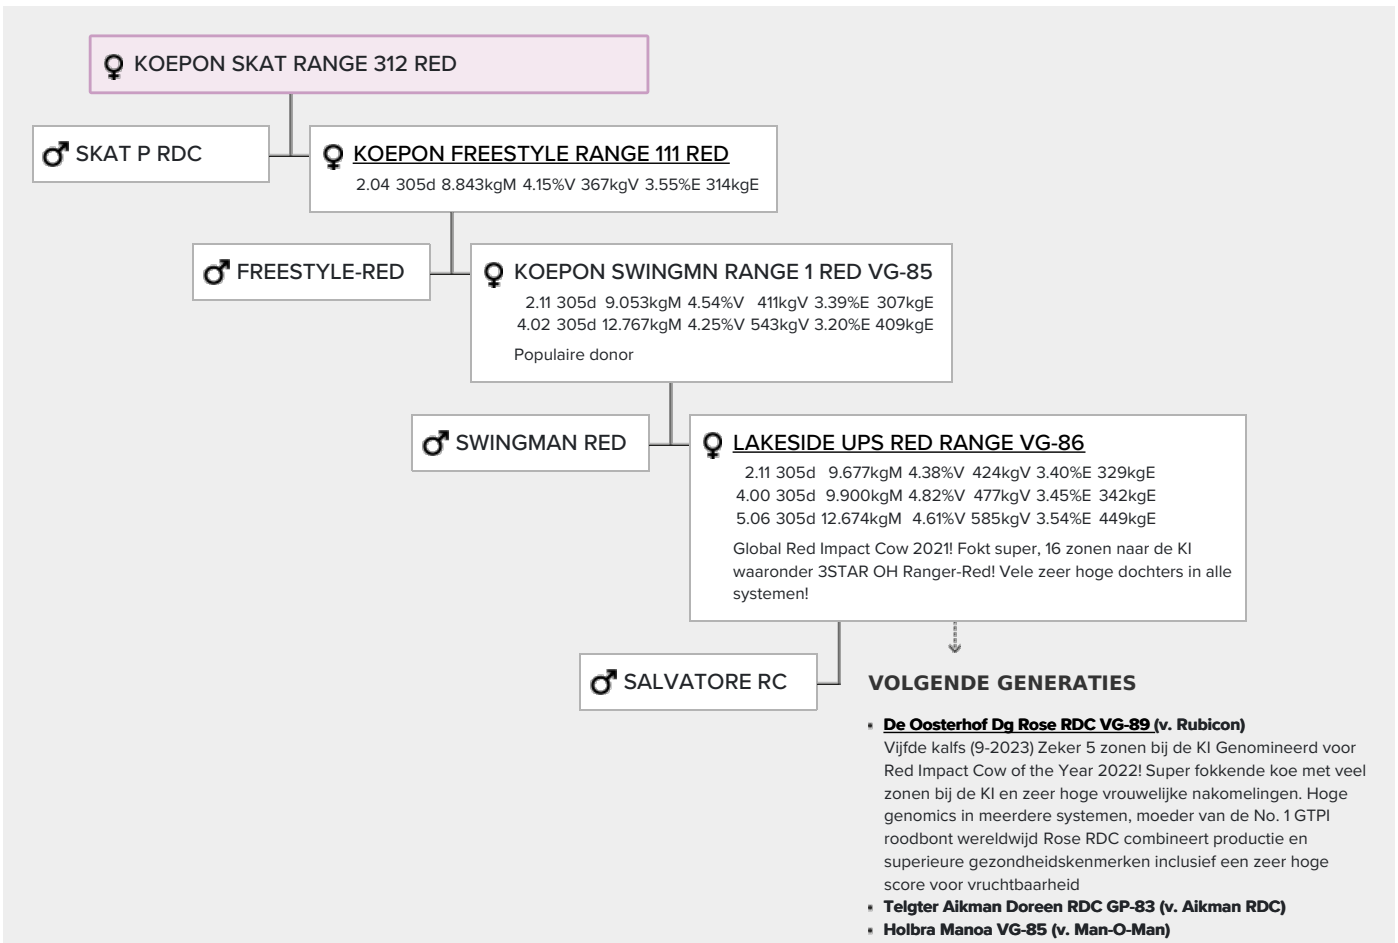 KOEPON SKAT RANGE 312 RED
SKAT P RDC
KOEPON FREESTYLE RANGE 111 RED
2.04 305d 8.843kgM 4.15%V 367kgV 3.55%E 314kgE
FREESTYLE-RED
KOEPON SWINGMN RANGE 1 RED VG-85
2.11 305d 9.053kgM 4.54%V 411kgV 3.39%E 307kgE
4.02 305d 12.767kgM 4.25%V 543kgV 3.20%E 409kgE
Populaire donor
SWINGMAN RED
LAKESIDE UPS RED RANGE VG-86
2.11 305d 9.677kgM 4.38%V 424kgV 3.40%E 329kgE
4.00 305d 9.900kgM 4.82%V 477kgV 3.45%E 342kgE
5.06 305d 12.674kgM 4.61%V 585kgV 3.54%E 449kgE
Global Red Impact Cow 2021! Fokt super, 16 zonen naar de KI
waaronder 3STAR OH Ranger-Red! Vele zeer hoge dochters in alle
systemen!
SALVATORE RC
VOLGENDE GENERATIES
De Oosterhof Dg Rose RDC VG-89 (v. Rubicon)
Vijfde kalfs (9-2023) Zeker 5 zonen bij de KI Genomineerd voor
Red Impact Cow of the Year 2022! Super fokkende koe met veel
zonen bij de KI en zeer hoge vrouwelijke nakomelingen. Hoge
genomics in meerdere systemen, moeder van de No. 1 GTPI
roodbont wereldwijd Rose RDC combineert productie en
superieure gezondheidskenmerken inclusief een zeer hoge
score voor vruchtbaarheid
Telgter Aikman Doreen RDC GP-83 (v. Aikman RDC)
Holbra Manoa VG-85 (v. Man-O-Man)